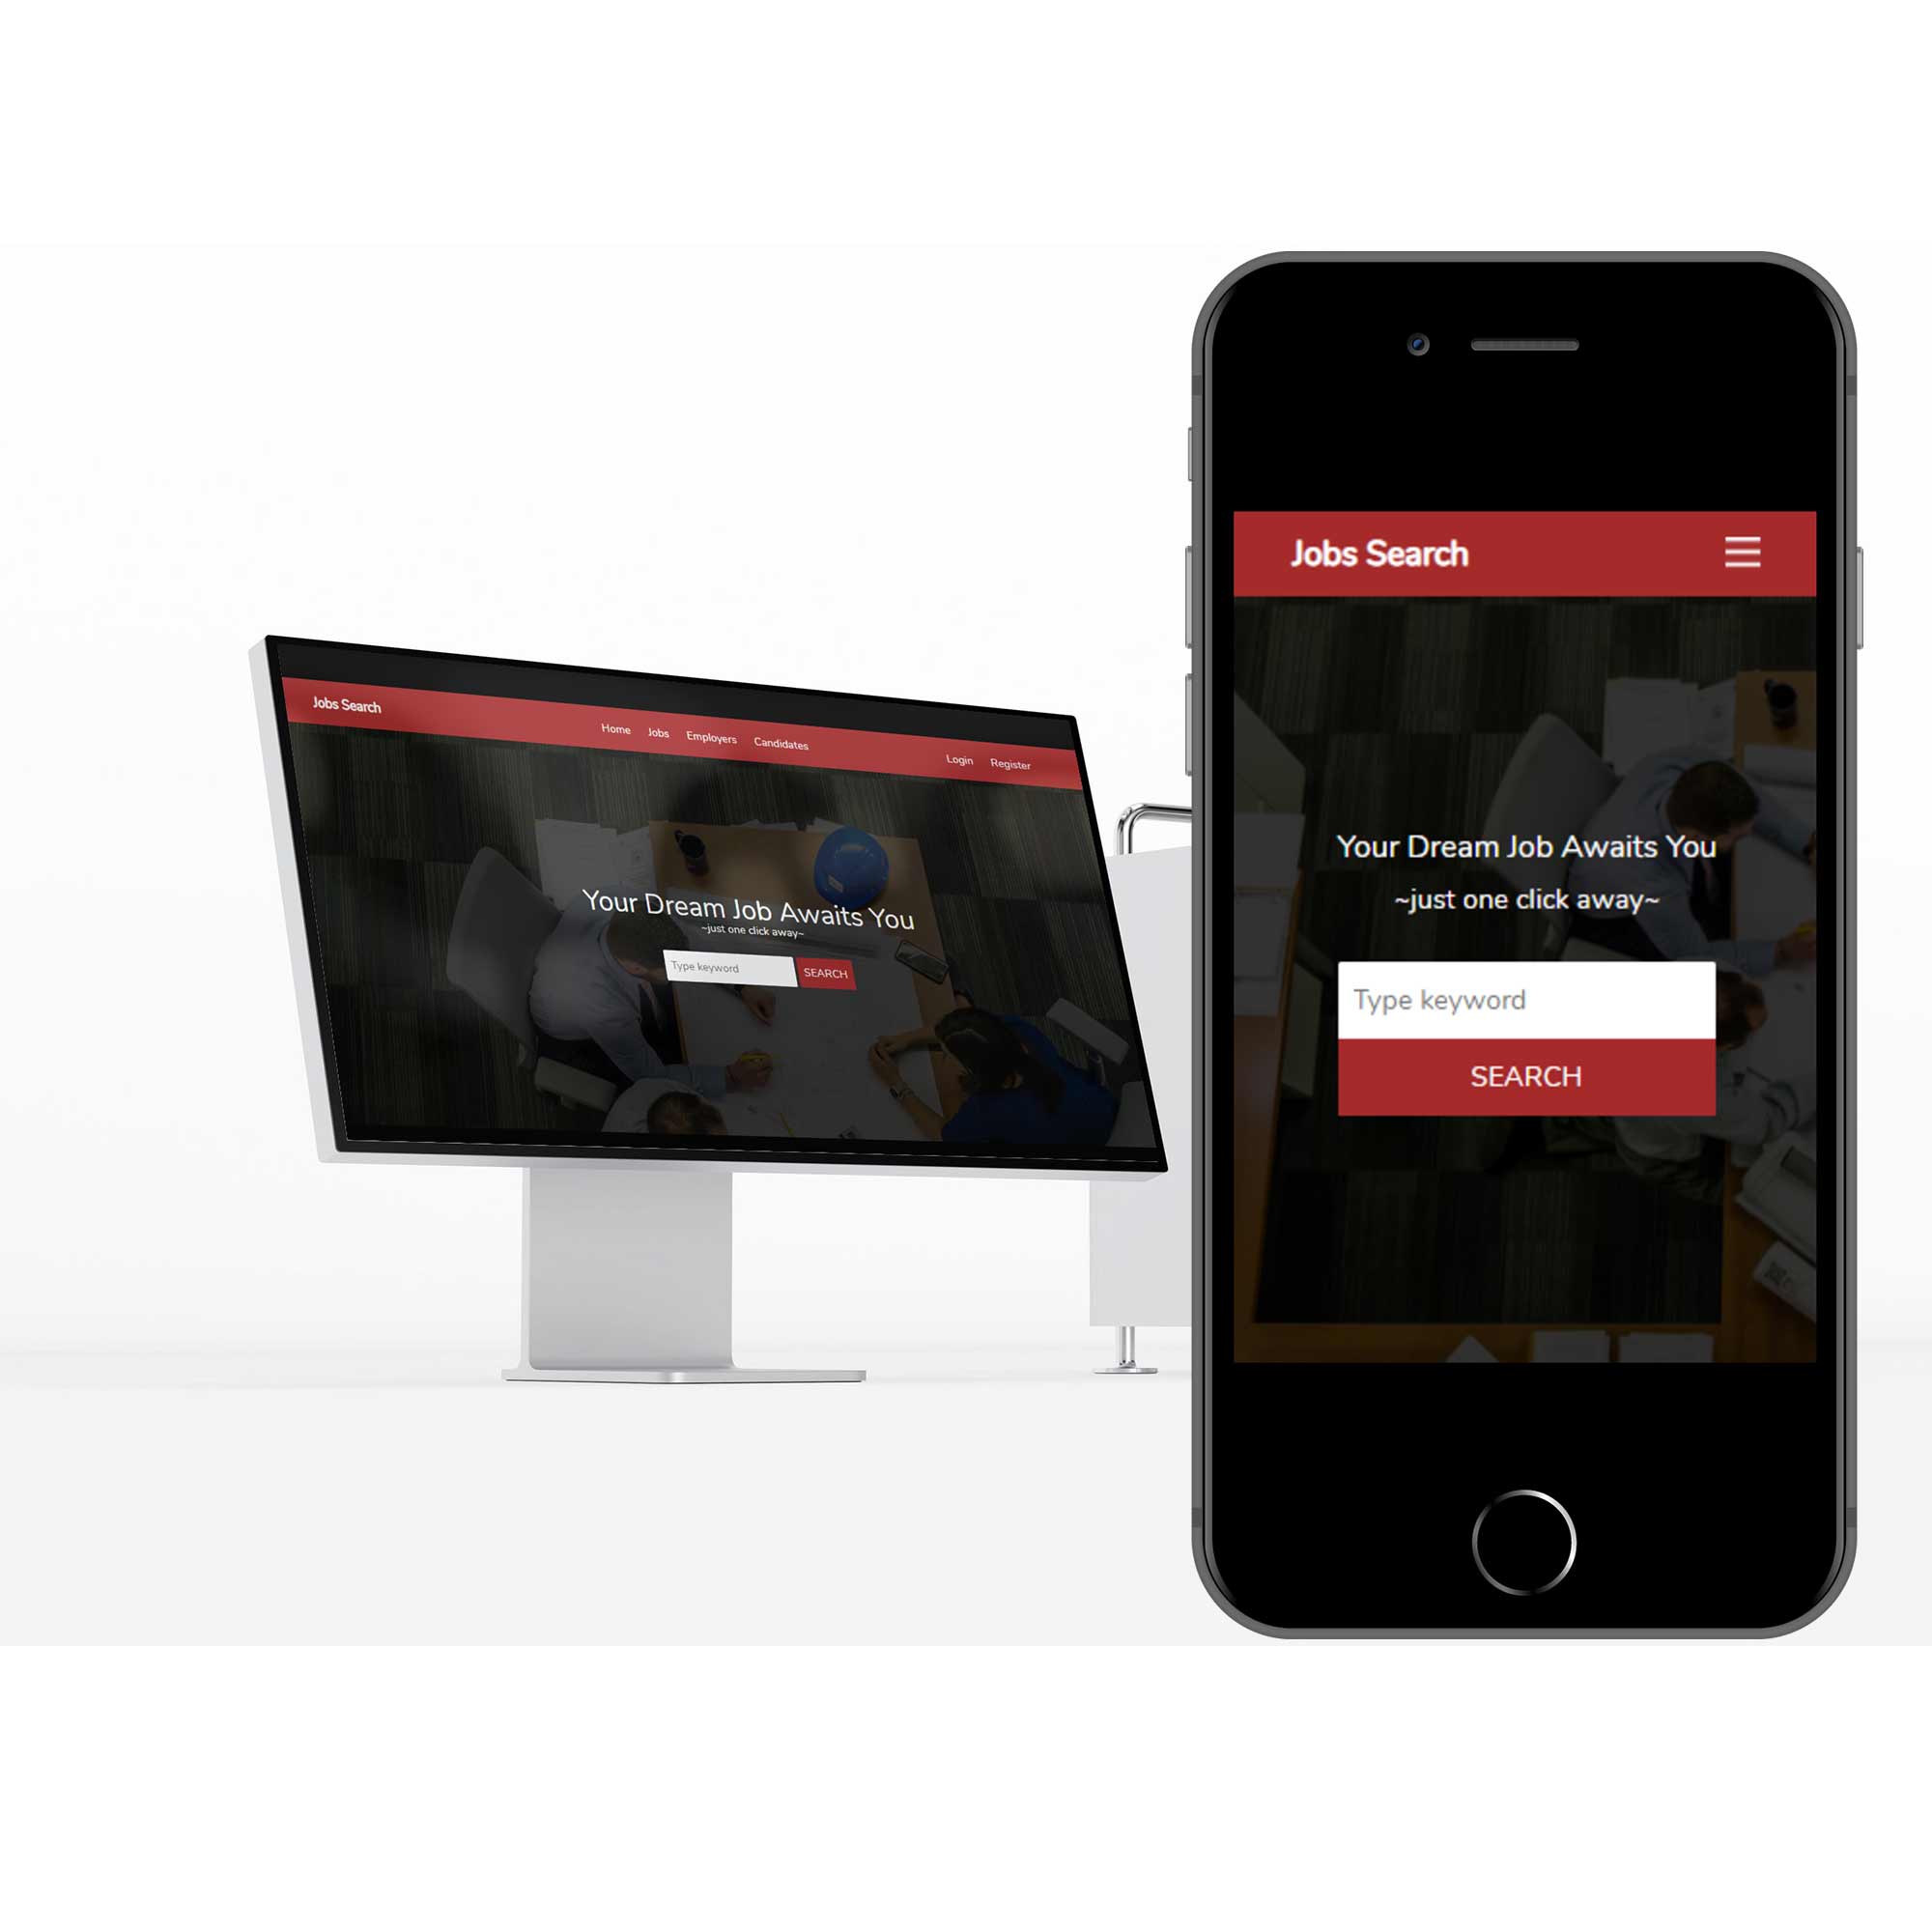 Jobs Search
Home Jobs Employers Candidates
Login Register
Your Dream Job Awaits You
~just one click away~
Type keyword
SEARCH
Jobs Search
Your Dream Job Awaits You
~just one click away~
Type keyword
SEARCH